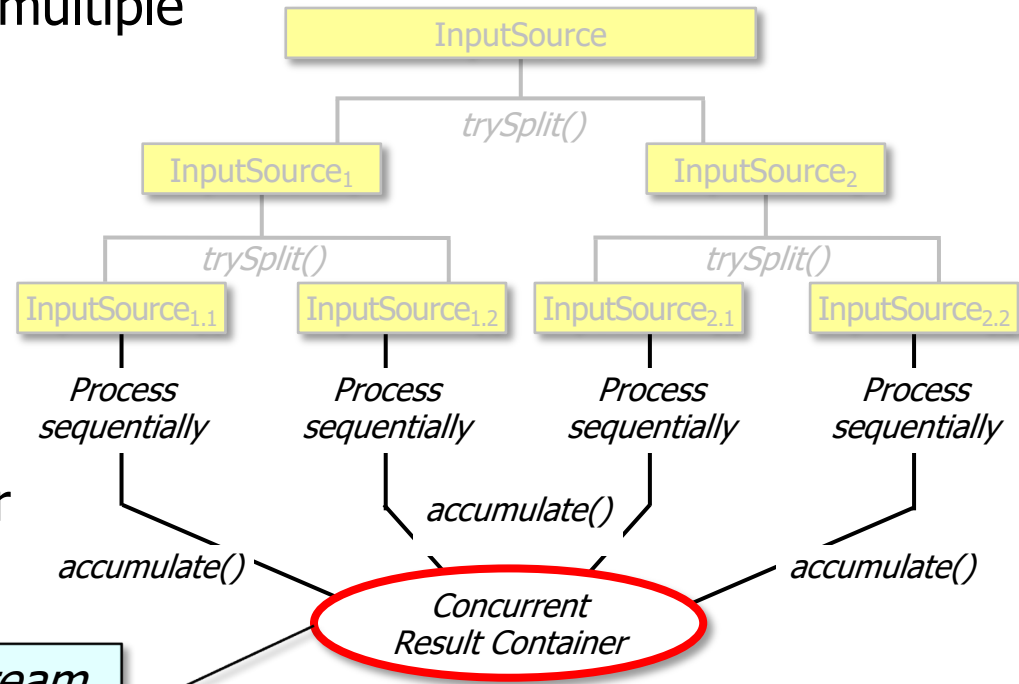 multiple
InputSource
trySplit()
InputSource₁ InputSource₂
trySplit() trySplit()
InputSource₁.₁ InputSource₁.₂ InputSource₂.₁ InputSource₂.₂
Process Process Process Process
sequentially sequentially sequentially sequentially
accumulate()
accumulate() accumulate()
Concurrent
Result Container